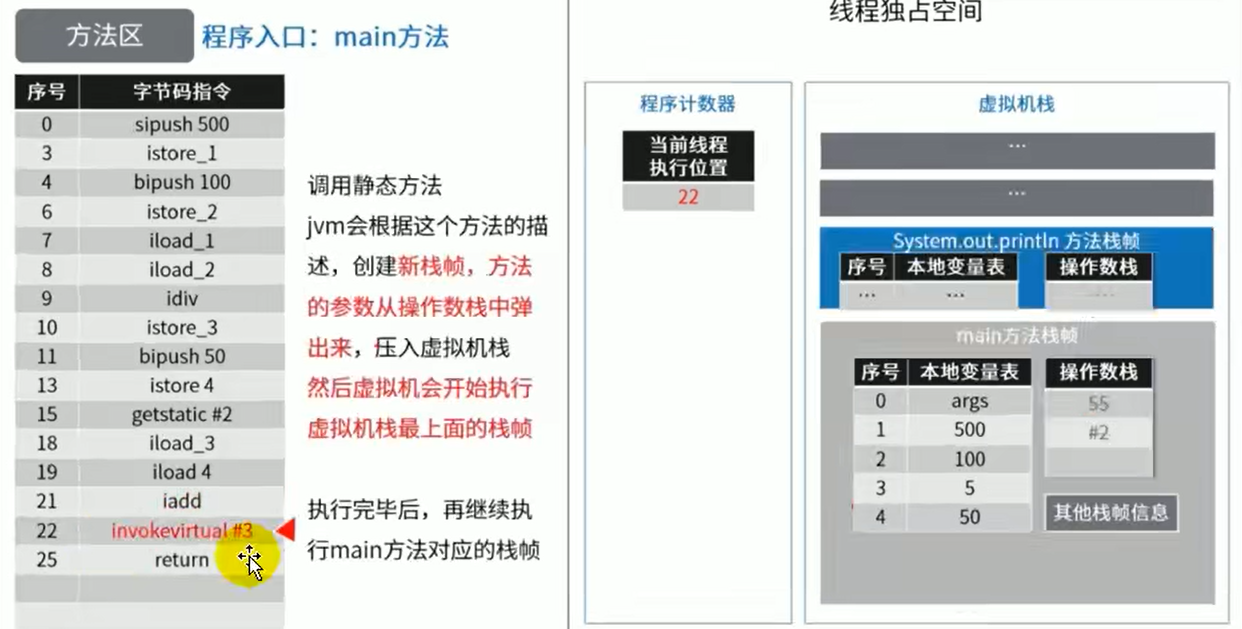 方法区 程序入口：main方法
序号 字节码指令
0 sipush 500
3 istore_1
4 bipush 100
6 istore_2
7 iload_1
8 iload_2
9 idiv
10 istore_3
11 bipush 50
13 istore 4
15 getstatic #2
18 iload_3
19 iload 4
21 iadd
22 invokevirtual #3
25 return
调用静态方法
jvm会根据这个方法的描
述，创建新栈帧，方法
的参数从操作数栈中弹
出来，压入虚拟机栈
然后虚拟机会开始执行
虚拟机栈最上面的栈帧
执行完毕后，再继续执
行main方法对应的栈帧
线程独占空间
程序计数器
当前线程
执行位置
22
虚拟机栈
...
...
System.out.println 方法栈帧
序号 本地变量表 操作数栈
... ... ...
main方法栈帧
序号 本地变量表 操作数栈
0 args 55
1 500 #2
2 100
3 5
4 50
其他栈帧信息